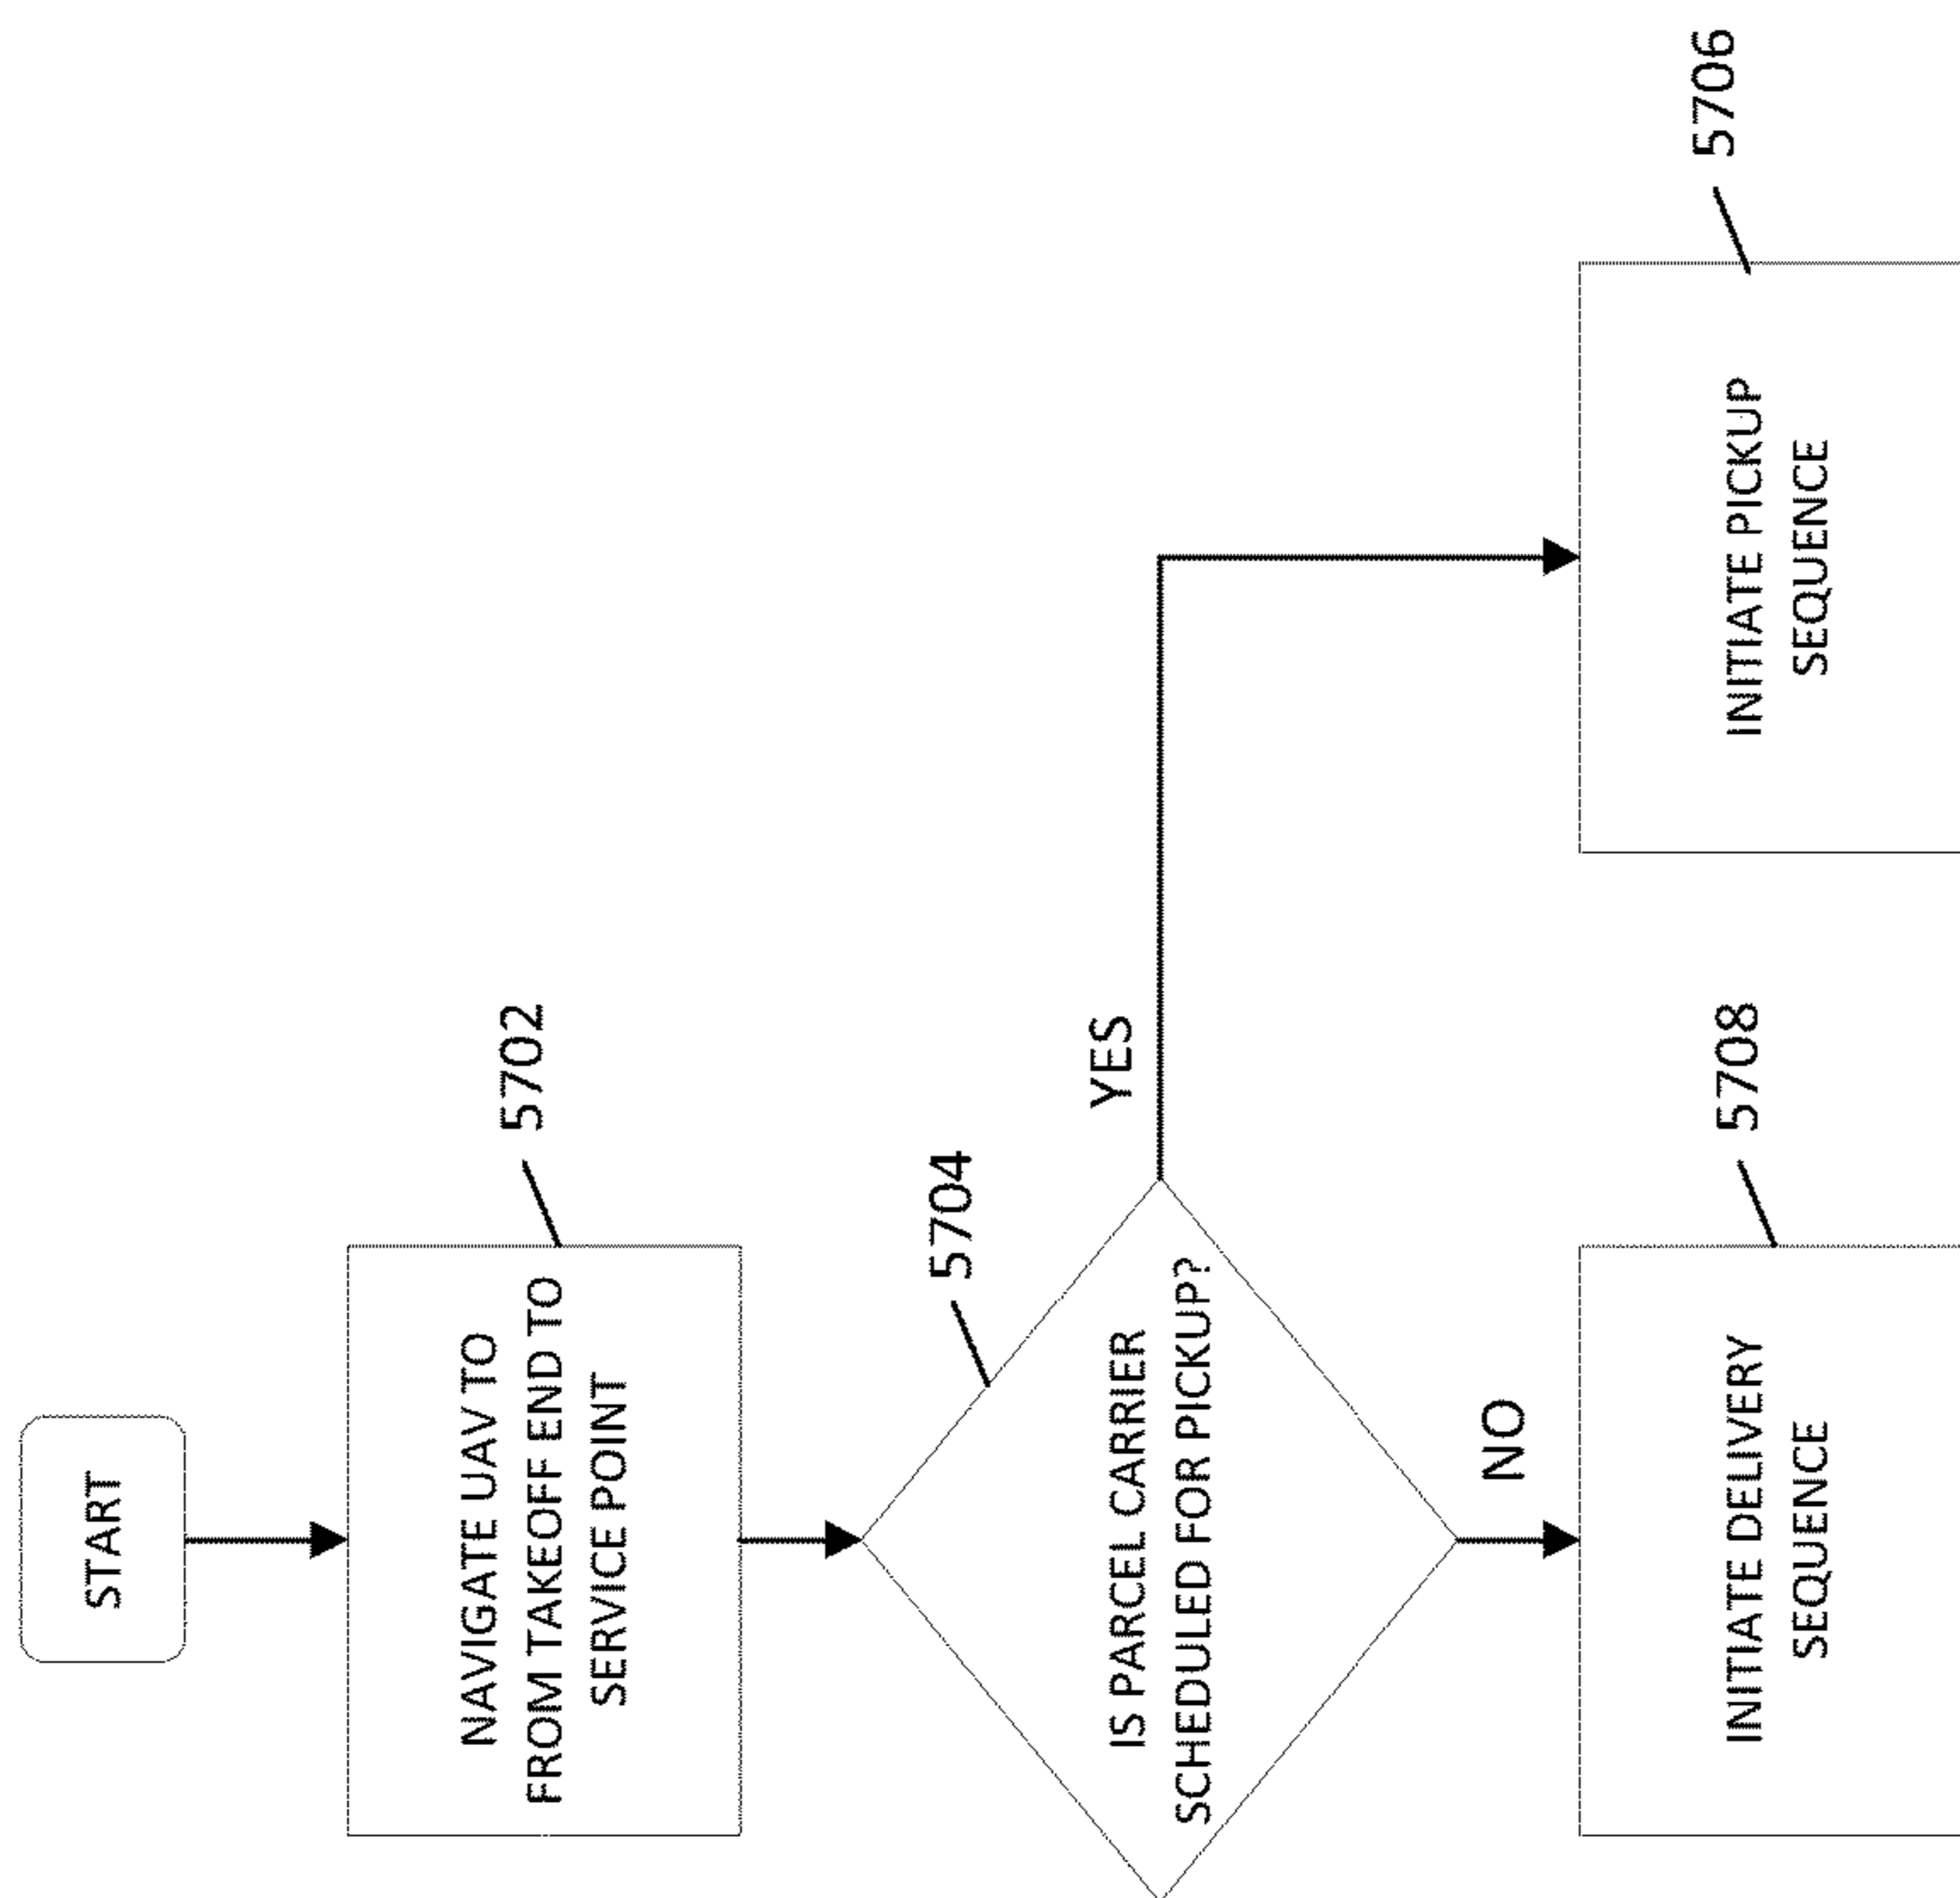 START
NAVIGATE UAV TO
FROM TAKEOFF END TO
SERVICE POINT
5702
IS PARCEL CARRIER
SCHEDULED FOR PICKUP?
5704
YES
NO
INITIATE DELIVERY
SEQUENCE
5708
INITIATE PICKUP
SEQUENCE
5706